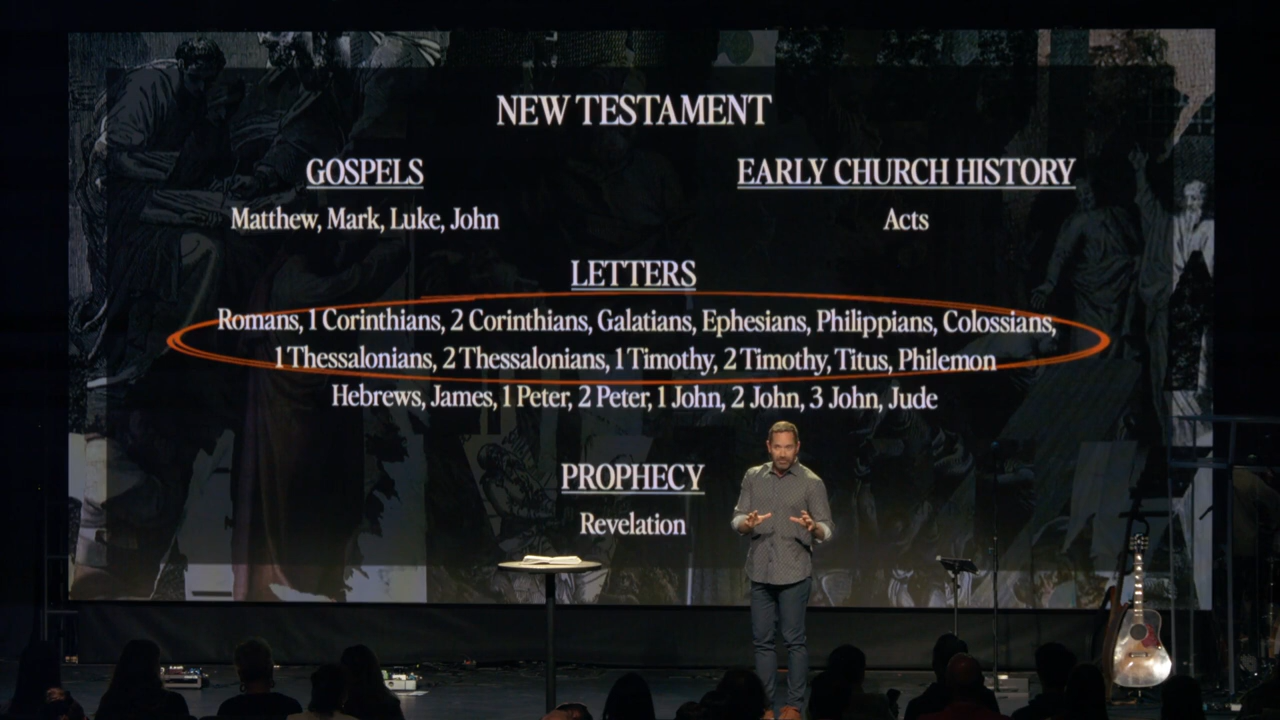 NEW TESTAMENT
GOSPELS
Matthew, Mark, Luke, John
EARLY CHURCH HISTORY
Acts
LETTERS
Romans, 1 Corinthians, 2 Corinthians, Galatians, Ephesians, Philippians, Colossians,
1 Thessalonians, 2 Thessalonians, 1 Timothy, 2 Timothy, Titus, Philemon
Hebrews, James, 1 Peter, 2 Peter, 1 John, 2 John, 3 John, Jude
PROPHECY
Revelation